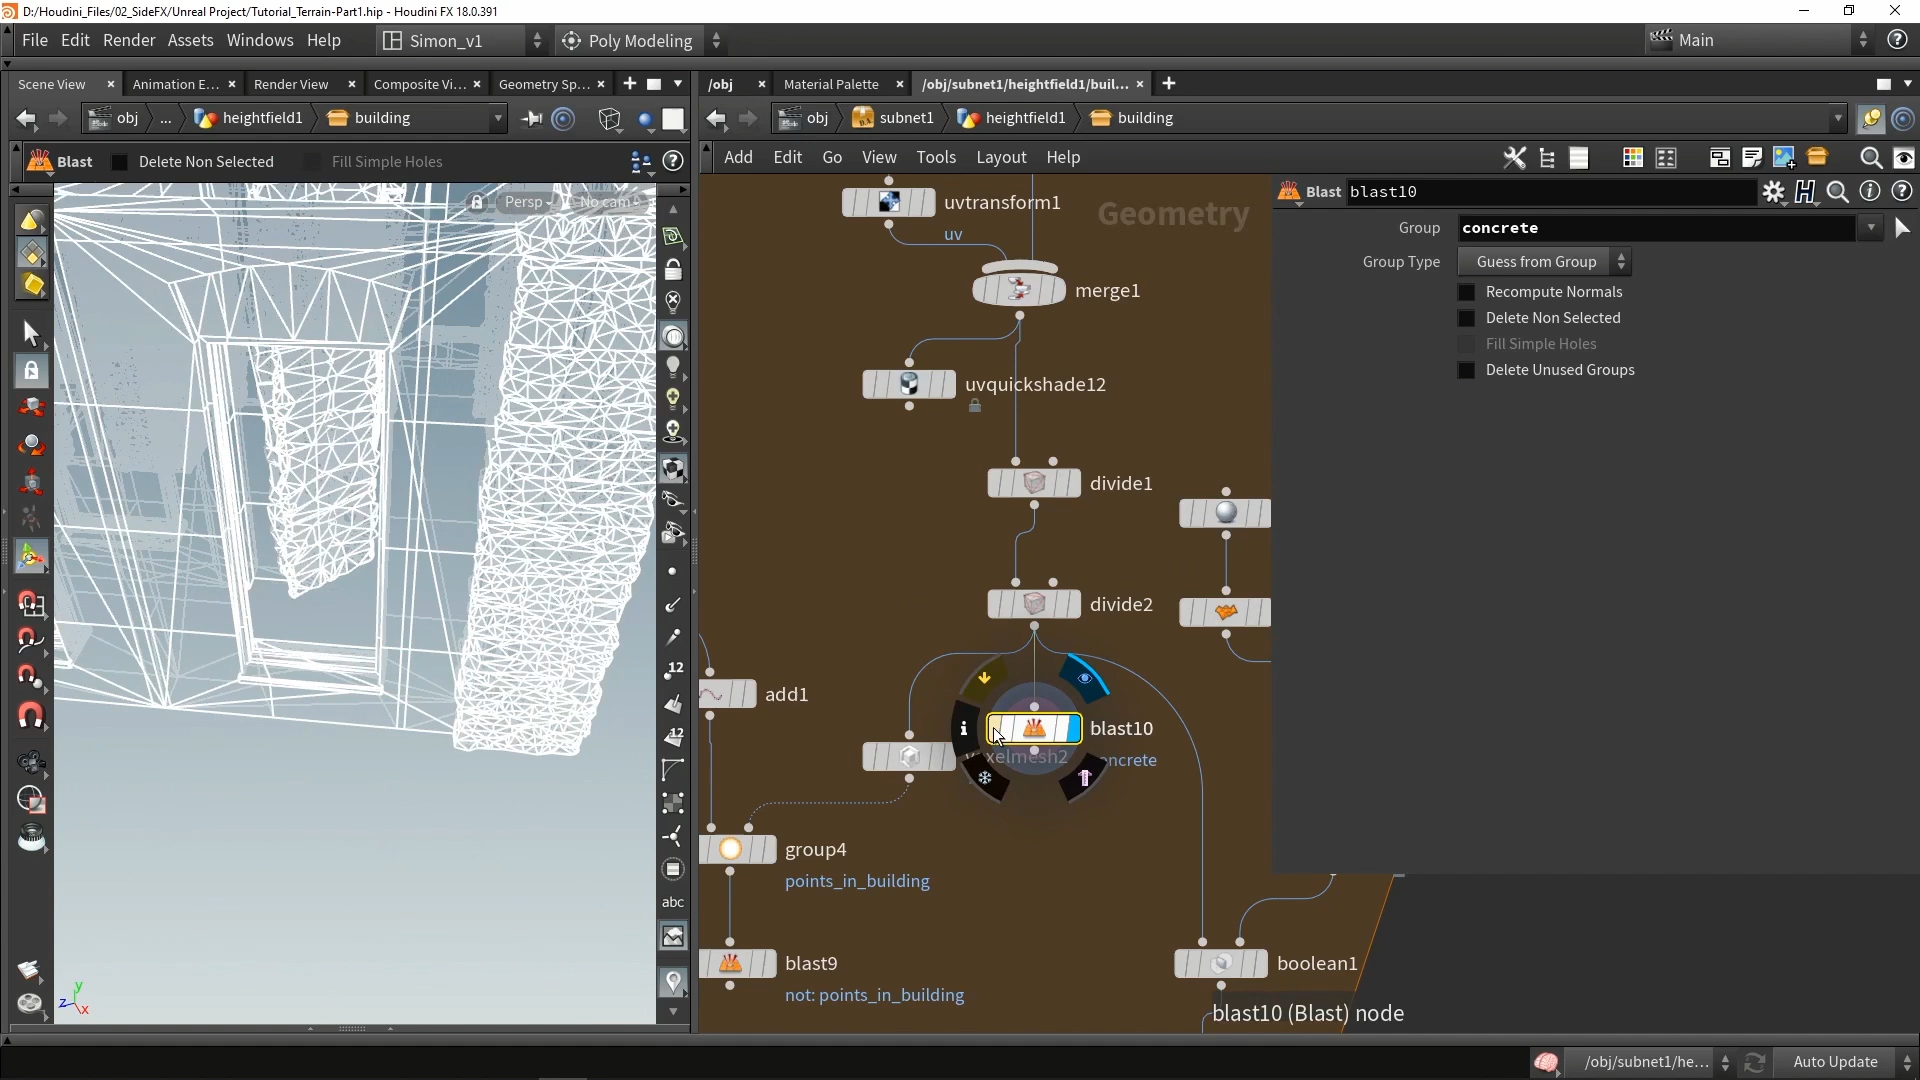 D:/Houdini_Files/02_SideFX/Unreal Project/Tutorial_Terrain-Part1.hip - Houdini FX 18.0.391
File Edit Render Assets Windows Help Simon_v1 Poly Modeling Main
Scene View Animation E... Render View Composite Vi... Geometry Sp...
/obj Material Palette /obj/subnet1/heightfield1/buil...
obj ... heightfield1 building
obj subnet1 heightfield1 building
Blast Delete Non Selected Fill Simple Holes
Add Edit Go View Tools Layout Help
Persp No cam
Geometry
uvtransform1
uv
merge1
uvquickshade12
divide1
divide2
add1
blast10
concrete
voxelmesh2
group4
points_in_building
blast9
not: points_in_building
boolean1
blast10 (Blast) node
Blast blast10
Group concrete
Group Type Guess from Group
Recompute Normals
Delete Non Selected
Fill Simple Holes
Delete Unused Groups
12
12
abc
y
z
x
/obj/subnet1/he... Auto Update